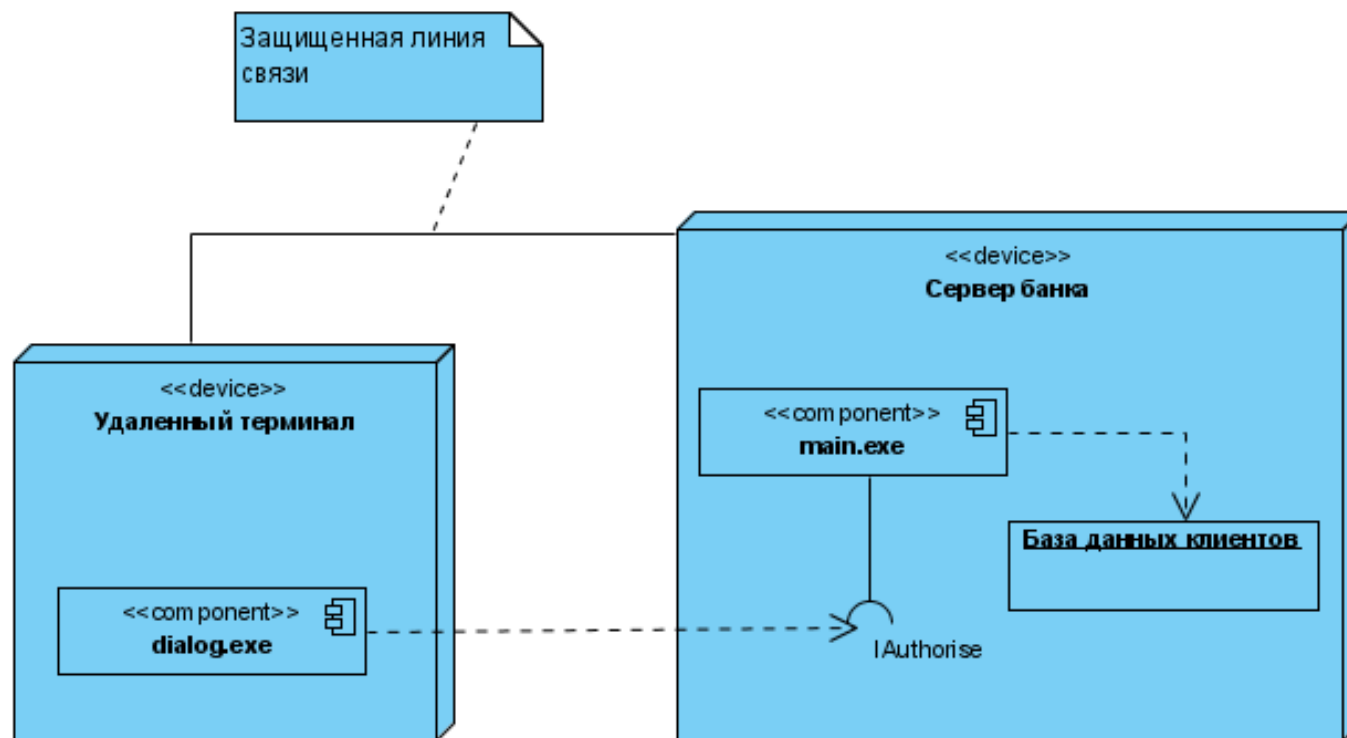 Защищенная линия
связи
<<device>>
Сервер банка
<<device>>
Удаленный терминал
<<component>>
main.exe
База данных клиентов
<<component>>
dialog.exe
IAuthorise